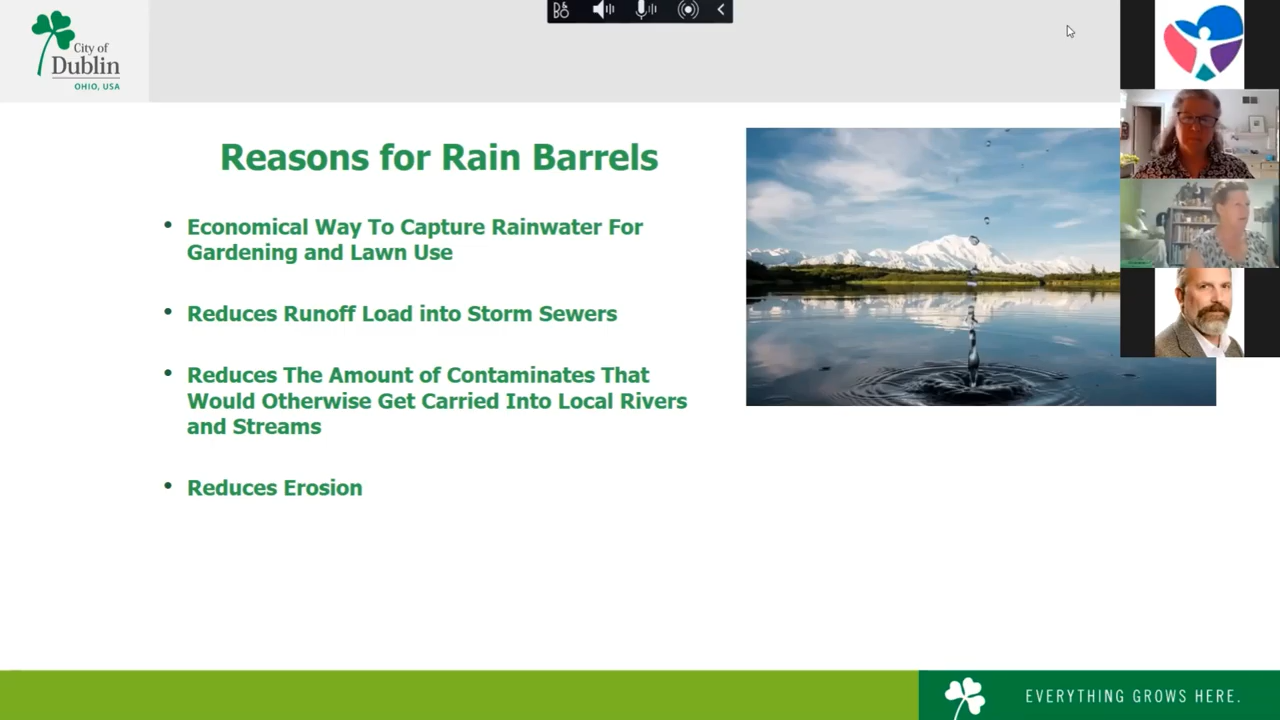 City of
Dublin
OHIO, USA
Reasons for Rain Barrels
• Economical Way To Capture Rainwater For
Gardening and Lawn Use
• Reduces Runoff Load into Storm Sewers
• Reduces The Amount of Contaminates That
Would Otherwise Get Carried Into Local Rivers
and Streams
• Reduces Erosion
EVERYTHING GROWS HERE.